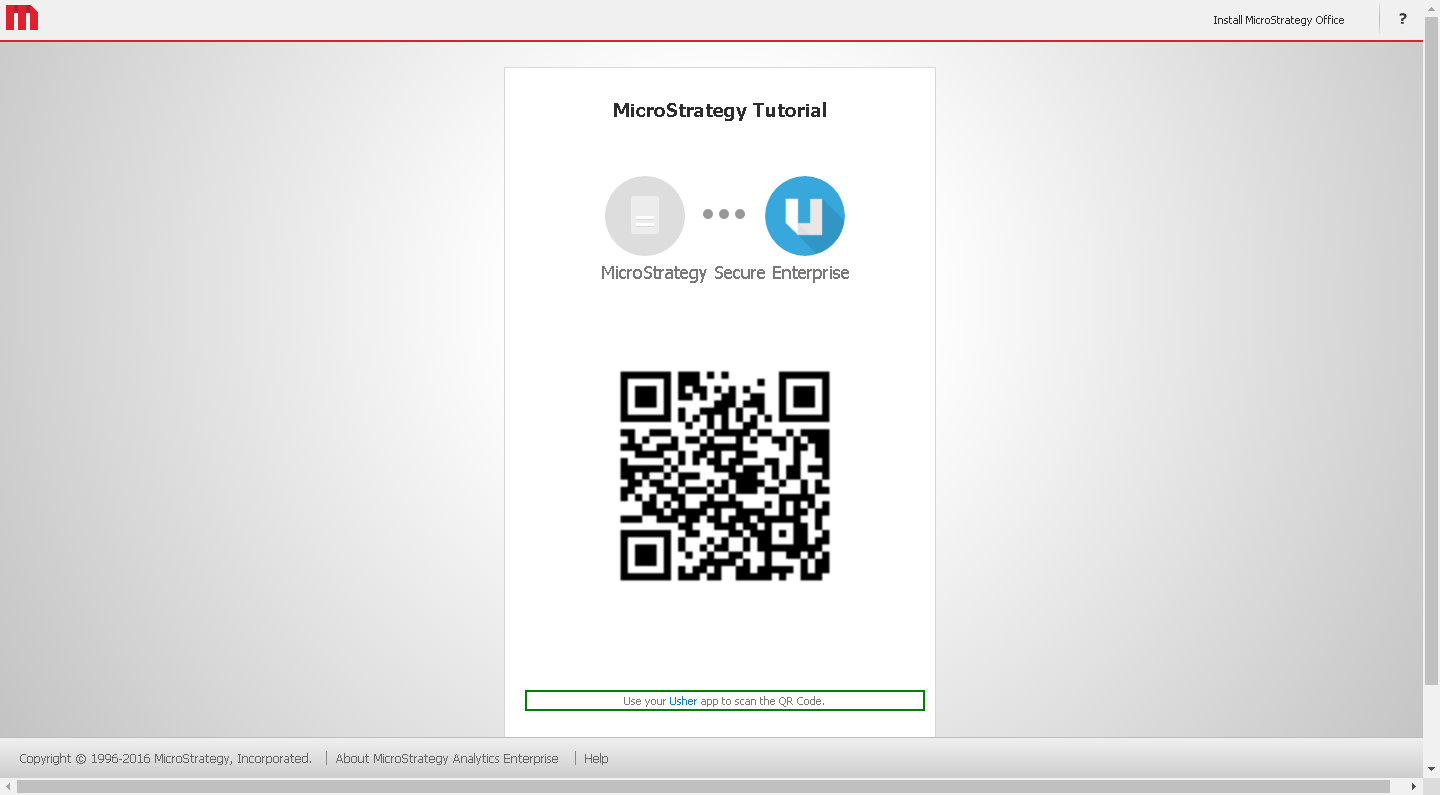 Install MicroStrategy Office
?
MicroStrategy Tutorial
MicroStrategy Secure Enterprise
Use your Usher app to scan the QR Code.
Copyright © 1996-2016 MicroStrategy, Incorporated. | About MicroStrategy Analytics Enterprise | Help